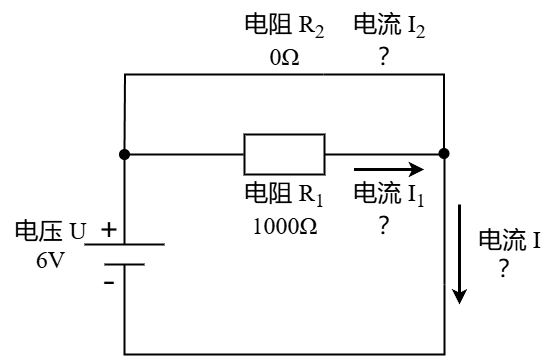 电阻 R₂ 电流 I₂
0Ω ?
电阻 R₁ 电流 I₁
1000Ω ?
电压 U +
6V
-
电流 I
?